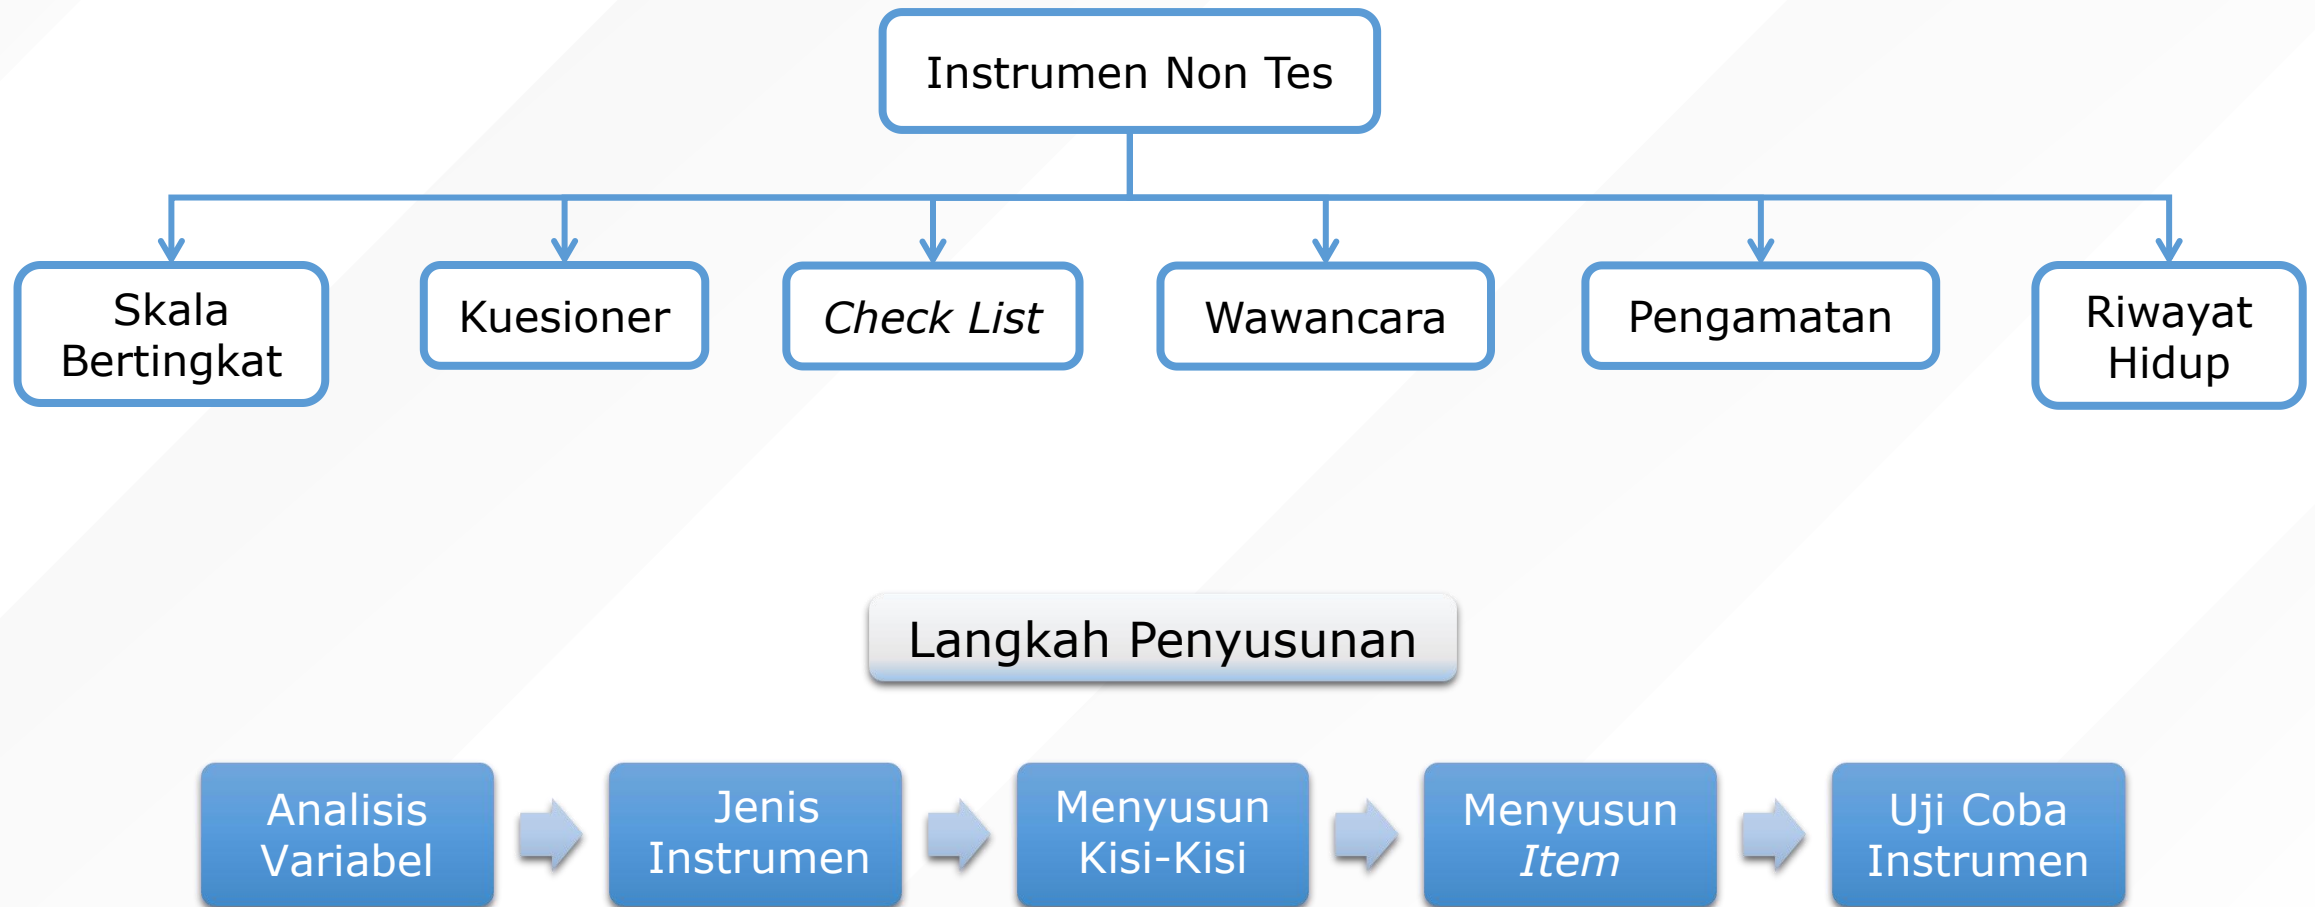 Instrumen Non Tes
Skala
Bertingkat
Kuesioner
Check List
Wawancara
Pengamatan
Riwayat
Hidup
Langkah Penyusunan
Analisis
Variabel
Jenis
Instrumen
Menyusun
Kisi-Kisi
Menyusun
Item
Uji Coba
Instrumen